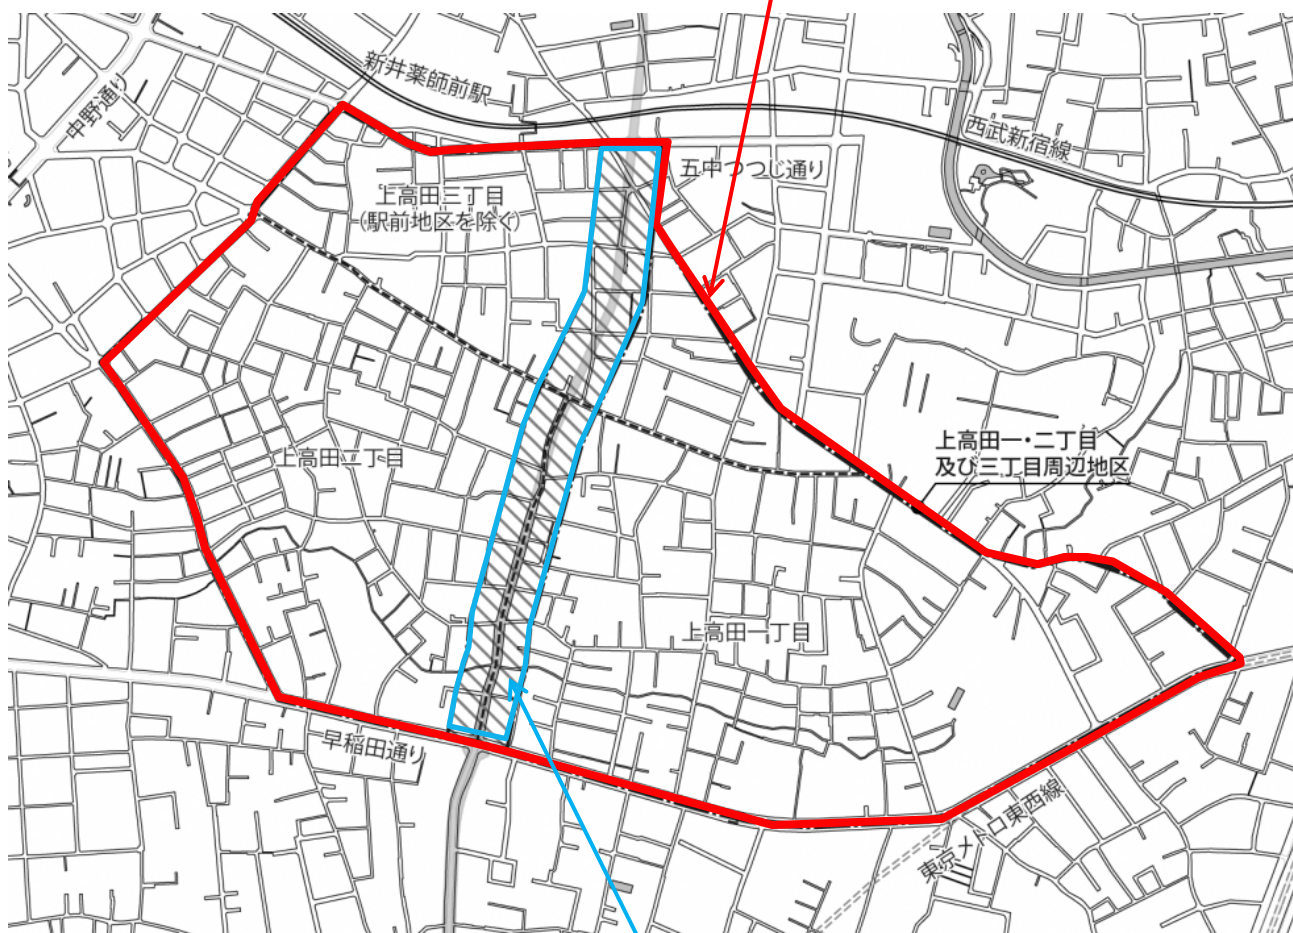 新井薬師前駅
中野通り
西武新宿線
五中つつじ通り
上高田三丁目
(駅前地区を除く)
上高田一・二丁目
及び三丁目周辺地区
上高田二丁目
上高田一丁目
早稲田通り
東京メトロ東西線